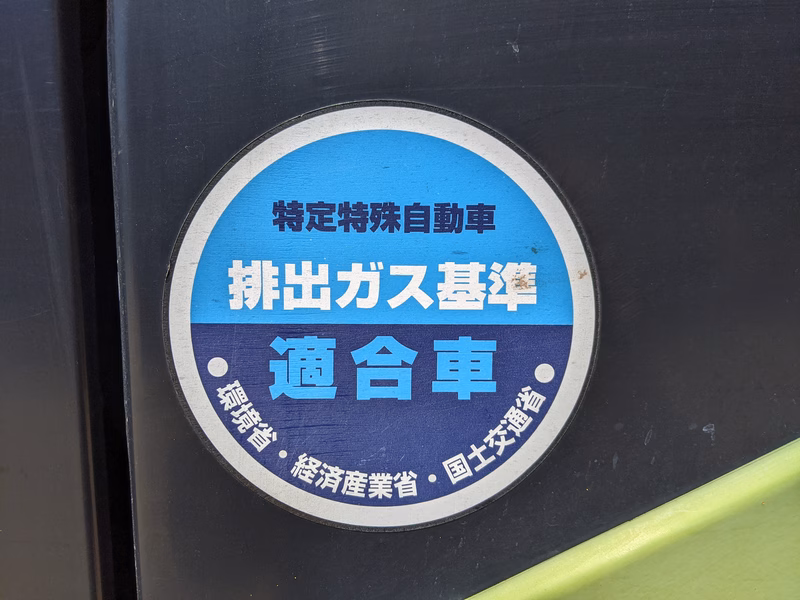 特定特殊自動車
排出ガス基準
適合車
環境省・経済産業省・国土交通省